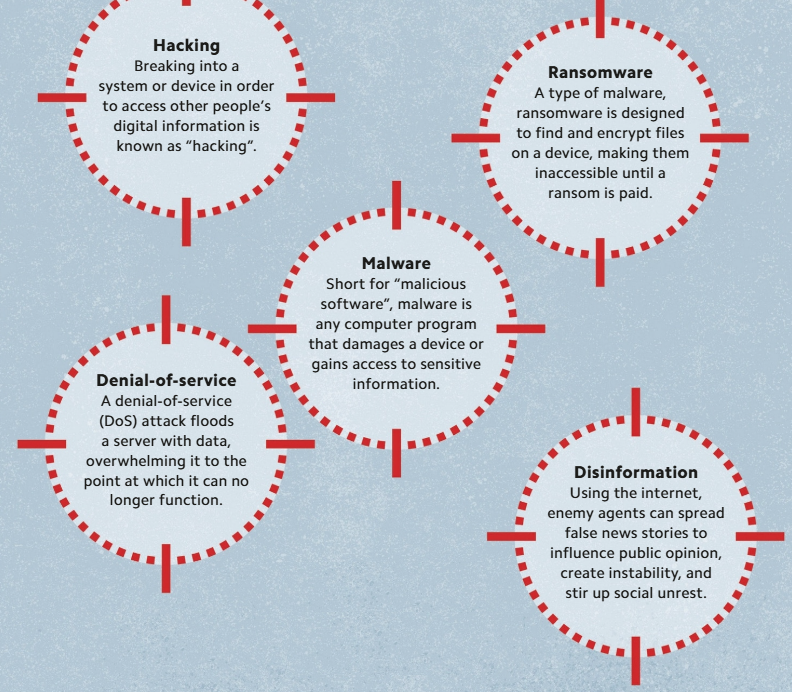 Hacking
Breaking into a
system or device in order
to access other people's
digital information is
known as “hacking”.
Ransomware
A type of malware,
ransomware is designed
to find and encrypt files
on a device, making them
inaccessible until a
ransom is paid.
Malware
Short for “malicious
software”, malware is
any computer program
that damages a device or
gains access to sensitive
information.
Denial-of-service
A denial-of-service
(DoS) attack floods
a server with data,
overwhelming it to the
point at which it can no
longer function.
Disinformation
Using the internet,
enemy agents can spread
false news stories to
influence public opinion,
create instability, and
stir up social unrest.